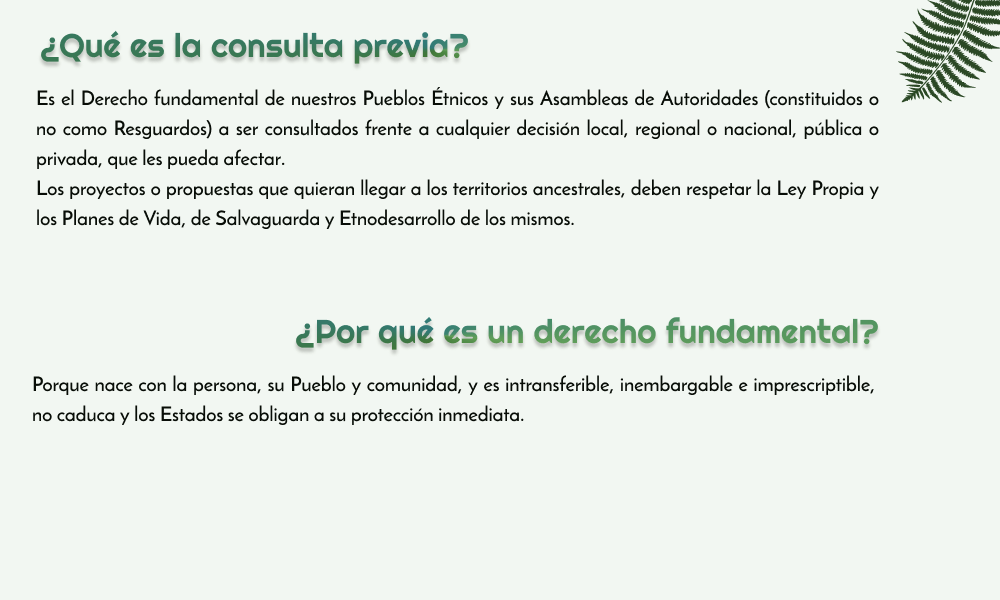 ¿Qué es la consulta previa?
Es el Derecho fundamental de nuestros Pueblos Étnicos y sus Asambleas de Autoridades (constituidos o
no como Resguardos) a ser consultados frente a cualquier decisión local, regional o nacional, pública o
privada, que les pueda afectar.
Los proyectos o propuestas que quieran llegar a los territorios ancestrales, deben respetar la Ley Propia y
los Planes de Vida, de Salvaguarda y Etnodesarrollo de los mismos.
¿Por qué es un derecho fundamental?
Porque nace con la persona, su Pueblo y comunidad, y es intransferible, inembargable e imprescriptible,
no caduca y los Estados se obligan a su protección inmediata.